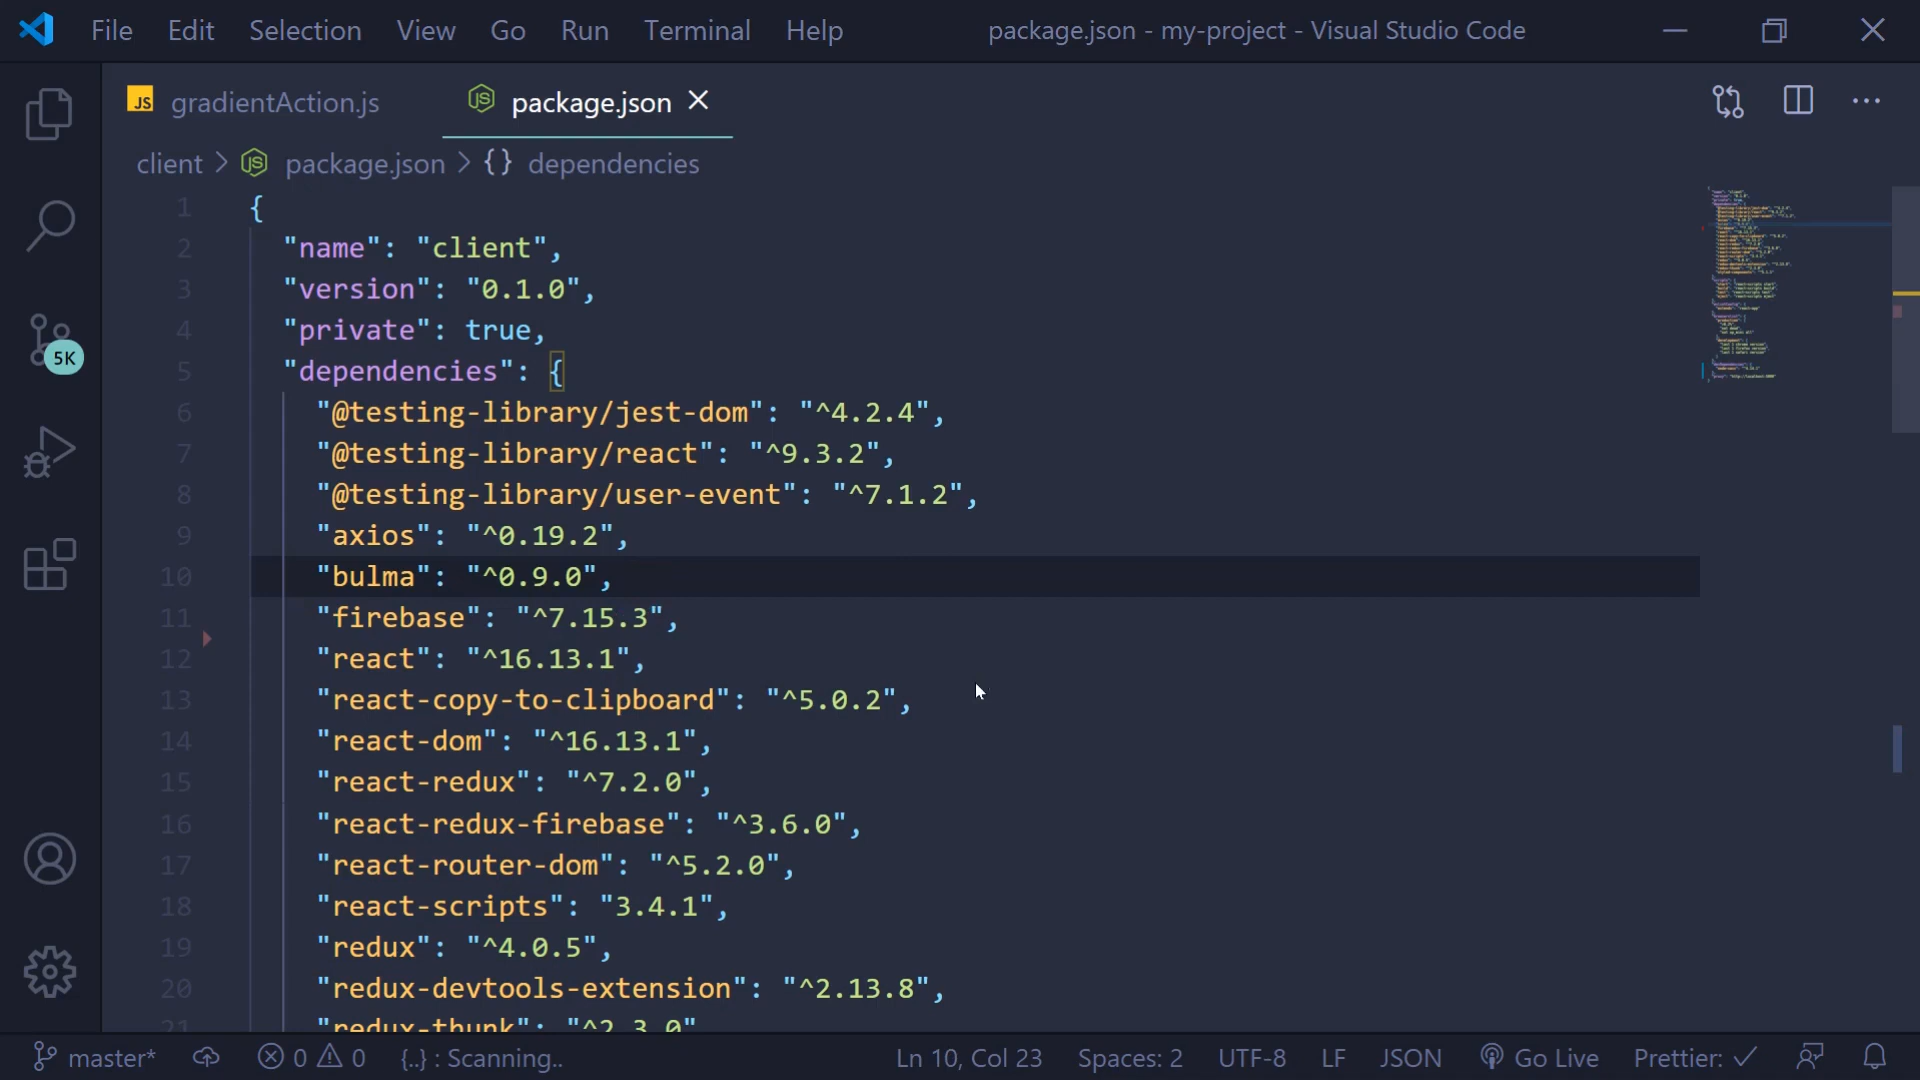 File Edit Selection View Go Run Terminal Help package.json - my-project - Visual Studio Code
JS gradientAction.js package.json
client > package.json > {} dependencies
1 {
2 "name": "client",
3 "version": "0.1.0",
4 "private": true,
5 "dependencies": {
6 "@testing-library/jest-dom": "^4.2.4",
7 "@testing-library/react": "^9.3.2",
8 "@testing-library/user-event": "^7.1.2",
9 "axios": "^0.19.2",
10 "bulma": "^0.9.0",
11 "firebase": "^7.15.3",
12 "react": "^16.13.1",
13 "react-copy-to-clipboard": "^5.0.2",
14 "react-dom": "^16.13.1",
15 "react-redux": "^7.2.0",
16 "react-redux-firebase": "^3.6.0",
17 "react-router-dom": "^5.2.0",
18 "react-scripts": "3.4.1",
19 "redux": "^4.0.5",
20 "redux-devtools-extension": "^2.13.8",
21 "redux-thunk": "^2.3.0"
5K
master* 0 0 {..} : Scanning.. Ln 10, Col 23 Spaces: 2 UTF-8 LF JSON Go Live Prettier: ✓